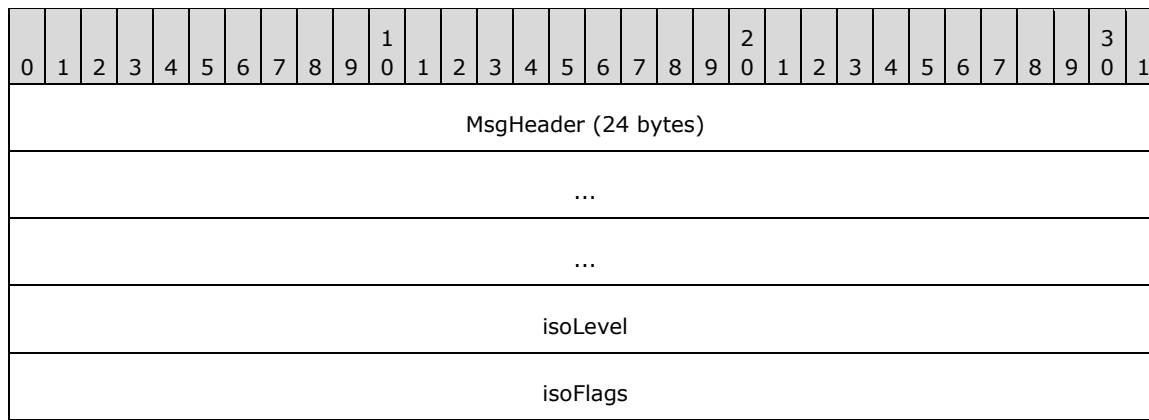 1 2 3
0 1 2 3 4 5 6 7 8 9 0 1 2 3 4 5 6 7 8 9 0 1 2 3 4 5 6 7 8 9 0 1
MsgHeader (24 bytes)
...
...
isoLevel
isoFlags